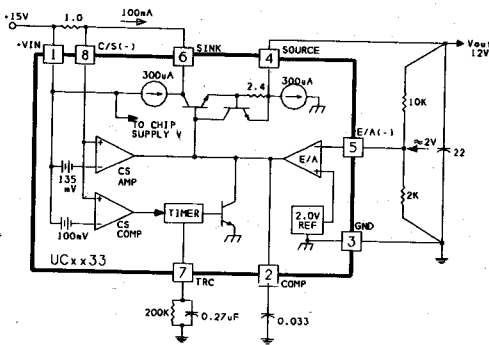 +15V
1.0
100mA
+VIN
1
8
C/S(-)
6
SINK
4
SOURCE
Vout
12V
300uA
2.4
300uA
TO CHIP
SUPPLY V
10K
E/A(-)
5
≈2V
22
CS
AMP
E/A
135
mV
2.0V
REF
2K
CS
COMP
TIMER
GND
3
100mV
UCxx33
7
TRC
2
COMP
200K
0.27uF
0.033